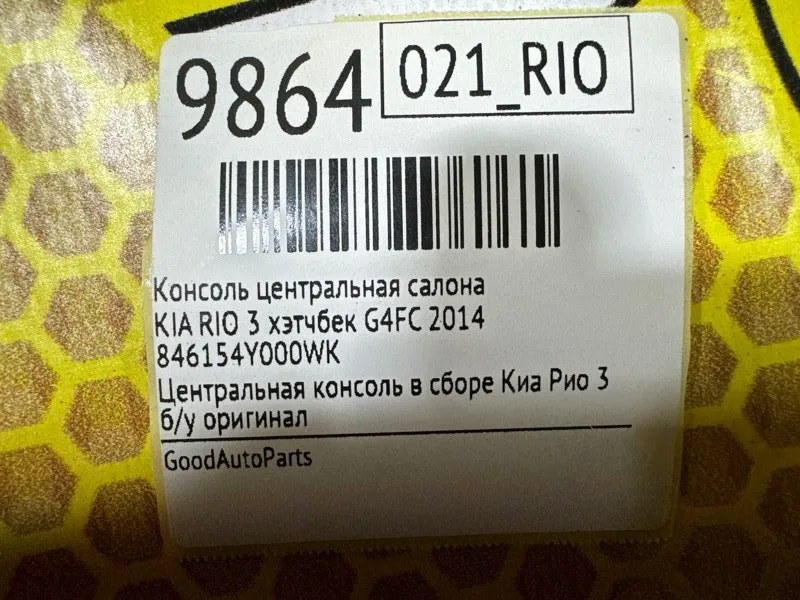 9864
021_RIO
Консоль центральная салона
KIA RIO 3 хэтчбек G4FC 2014
846154Y000WK
Центральная консоль в сборе Киа Рио 3
б/у оригинал
GoodAutoParts